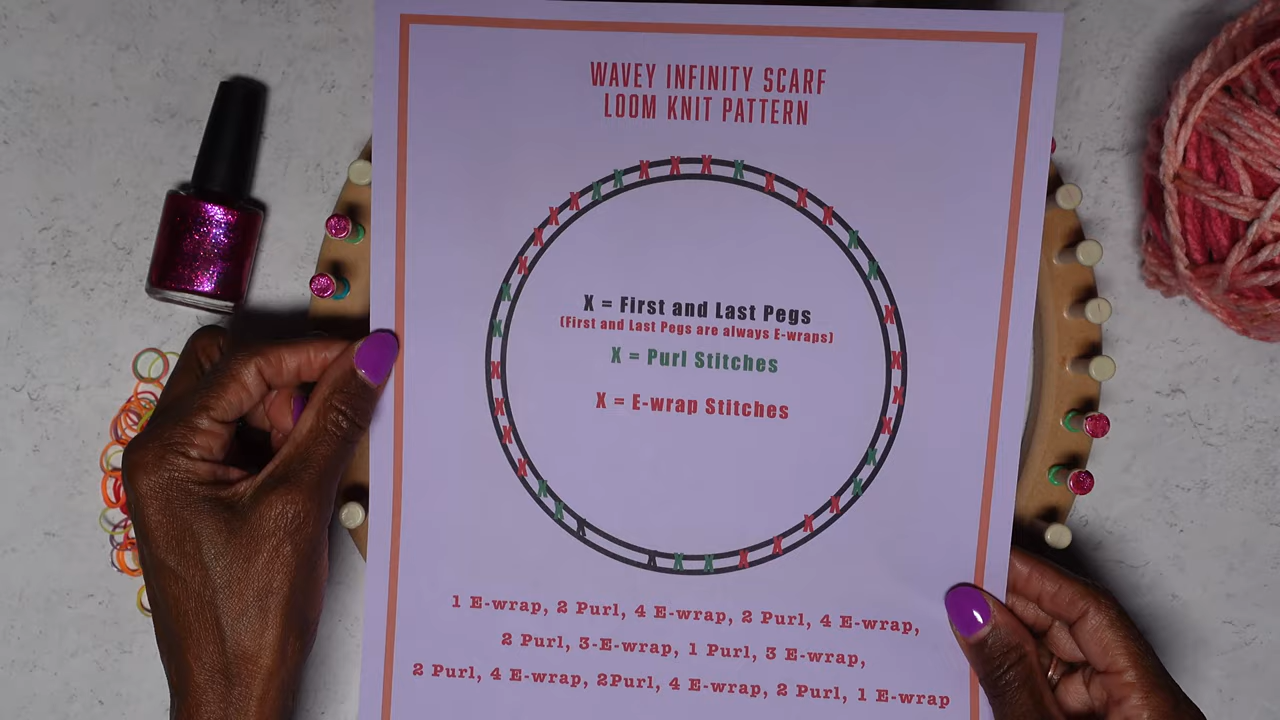 WAVEY INFINITY SCARF
LOOM KNIT PATTERN
X = First and Last Pegs
(First and Last Pegs are always E-wraps)
X = Purl Stitches
X = E-wrap Stitches
1 E-wrap, 2 Purl, 4 E-wrap, 2 Purl, 4 E-wrap,
2 Purl, 3-E-wrap, 1 Purl, 3 E-wrap,
2 Purl, 4 E-wrap, 2Purl, 4 E-wrap, 2 Purl, 1 E-wrap